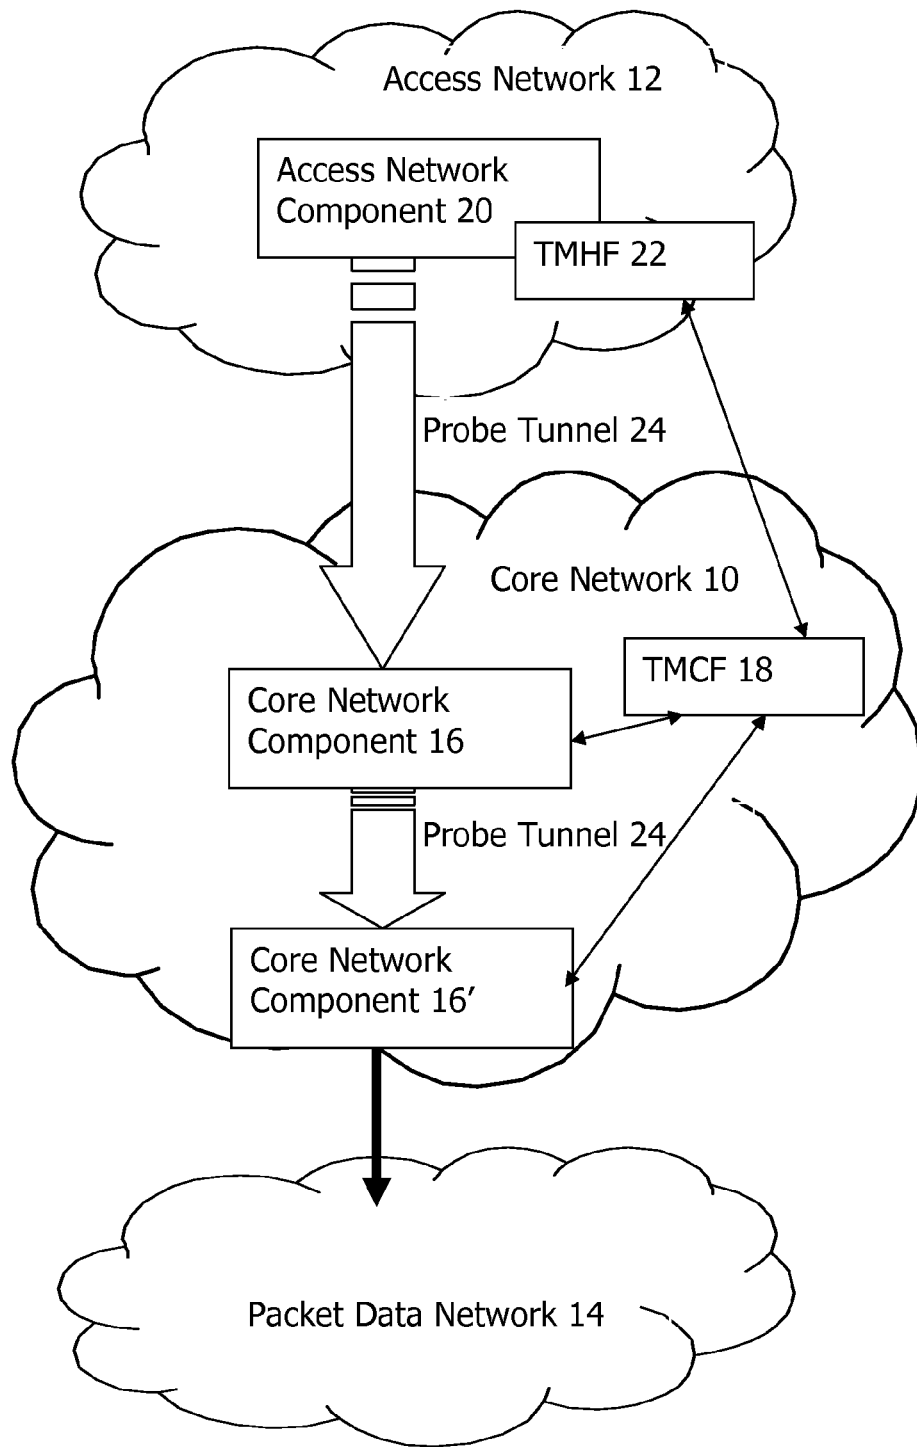 Access Network 12
Access Network
Component 20
TMHF 22
Probe Tunnel 24
Core Network 10
TMCF 18
Core Network
Component 16
Probe Tunnel 24
Core Network
Component 16′
Packet Data Network 14